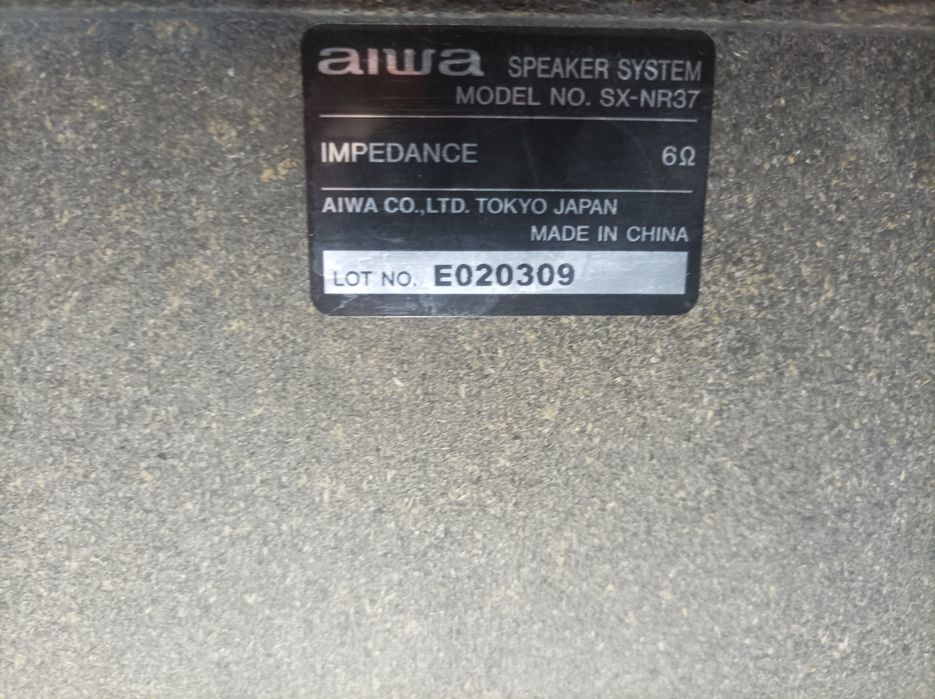 aiwa SPEAKER SYSTEM
MODEL NO. SX-NR37
IMPEDANCE 6Ω
AIWA CO.,LTD. TOKYO JAPAN
MADE IN CHINA
LOT NO. E020309